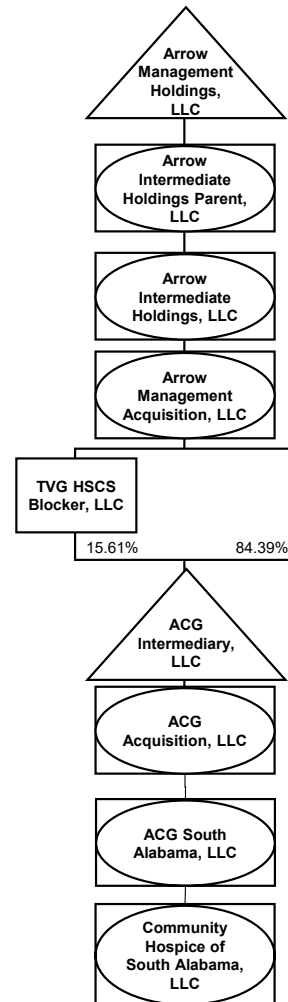 Arrow
Management
Holdings,
LLC
Arrow
Intermediate
Holdings Parent,
LLC
Arrow
Intermediate
Holdings, LLC
Arrow
Management
Acquisition, LLC
TVG HSCS
Blocker, LLC
15.61%
84.39%
ACG
Intermediary,
LLC
ACG
Acquisition, LLC
ACG South
Alabama, LLC
Community
Hospice of
South Alabama,
LLC